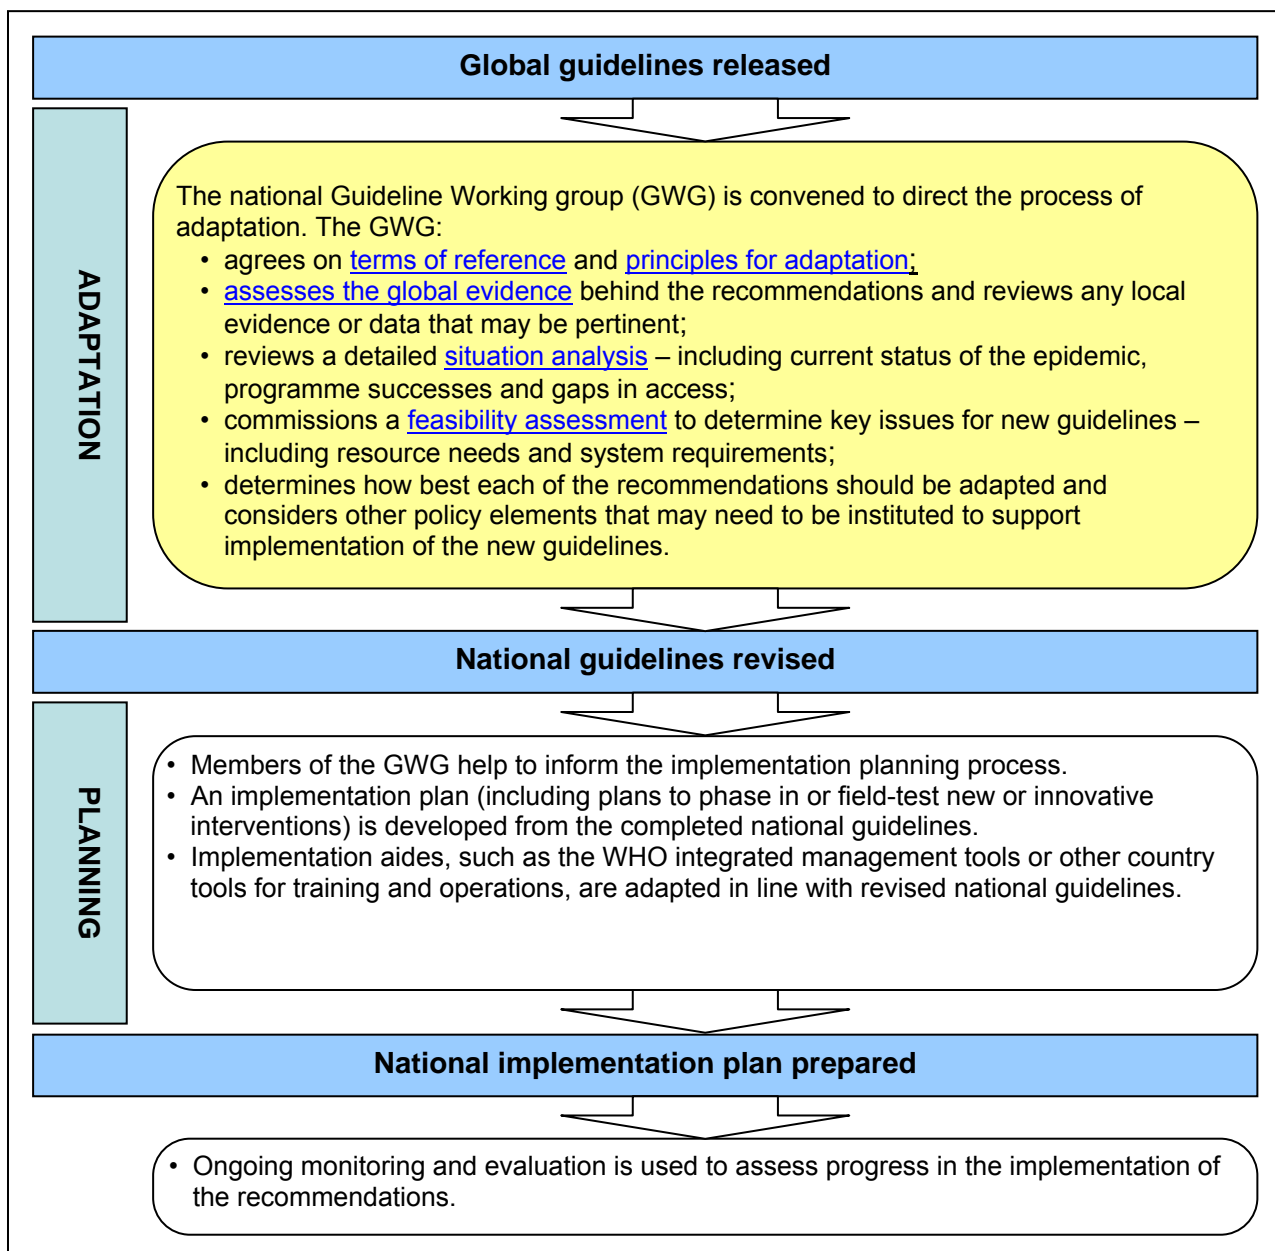 Global guidelines released
ADAPTATION
The national Guideline Working group (GWG) is convened to direct the process of
adaptation. The GWG:
• agrees on terms of reference and principles for adaptation;
• assesses the global evidence behind the recommendations and reviews any local
evidence or data that may be pertinent;
• reviews a detailed situation analysis – including current status of the epidemic,
programme successes and gaps in access;
• commissions a feasibility assessment to determine key issues for new guidelines –
including resource needs and system requirements;
• determines how best each of the recommendations should be adapted and
considers other policy elements that may need to be instituted to support
implementation of the new guidelines.
National guidelines revised
PLANNING
• Members of the GWG help to inform the implementation planning process.
• An implementation plan (including plans to phase in or field-test new or innovative
interventions) is developed from the completed national guidelines.
• Implementation aides, such as the WHO integrated management tools or other country
tools for training and operations, are adapted in line with revised national guidelines.
National implementation plan prepared
• Ongoing monitoring and evaluation is used to assess progress in the implementation of
the recommendations.